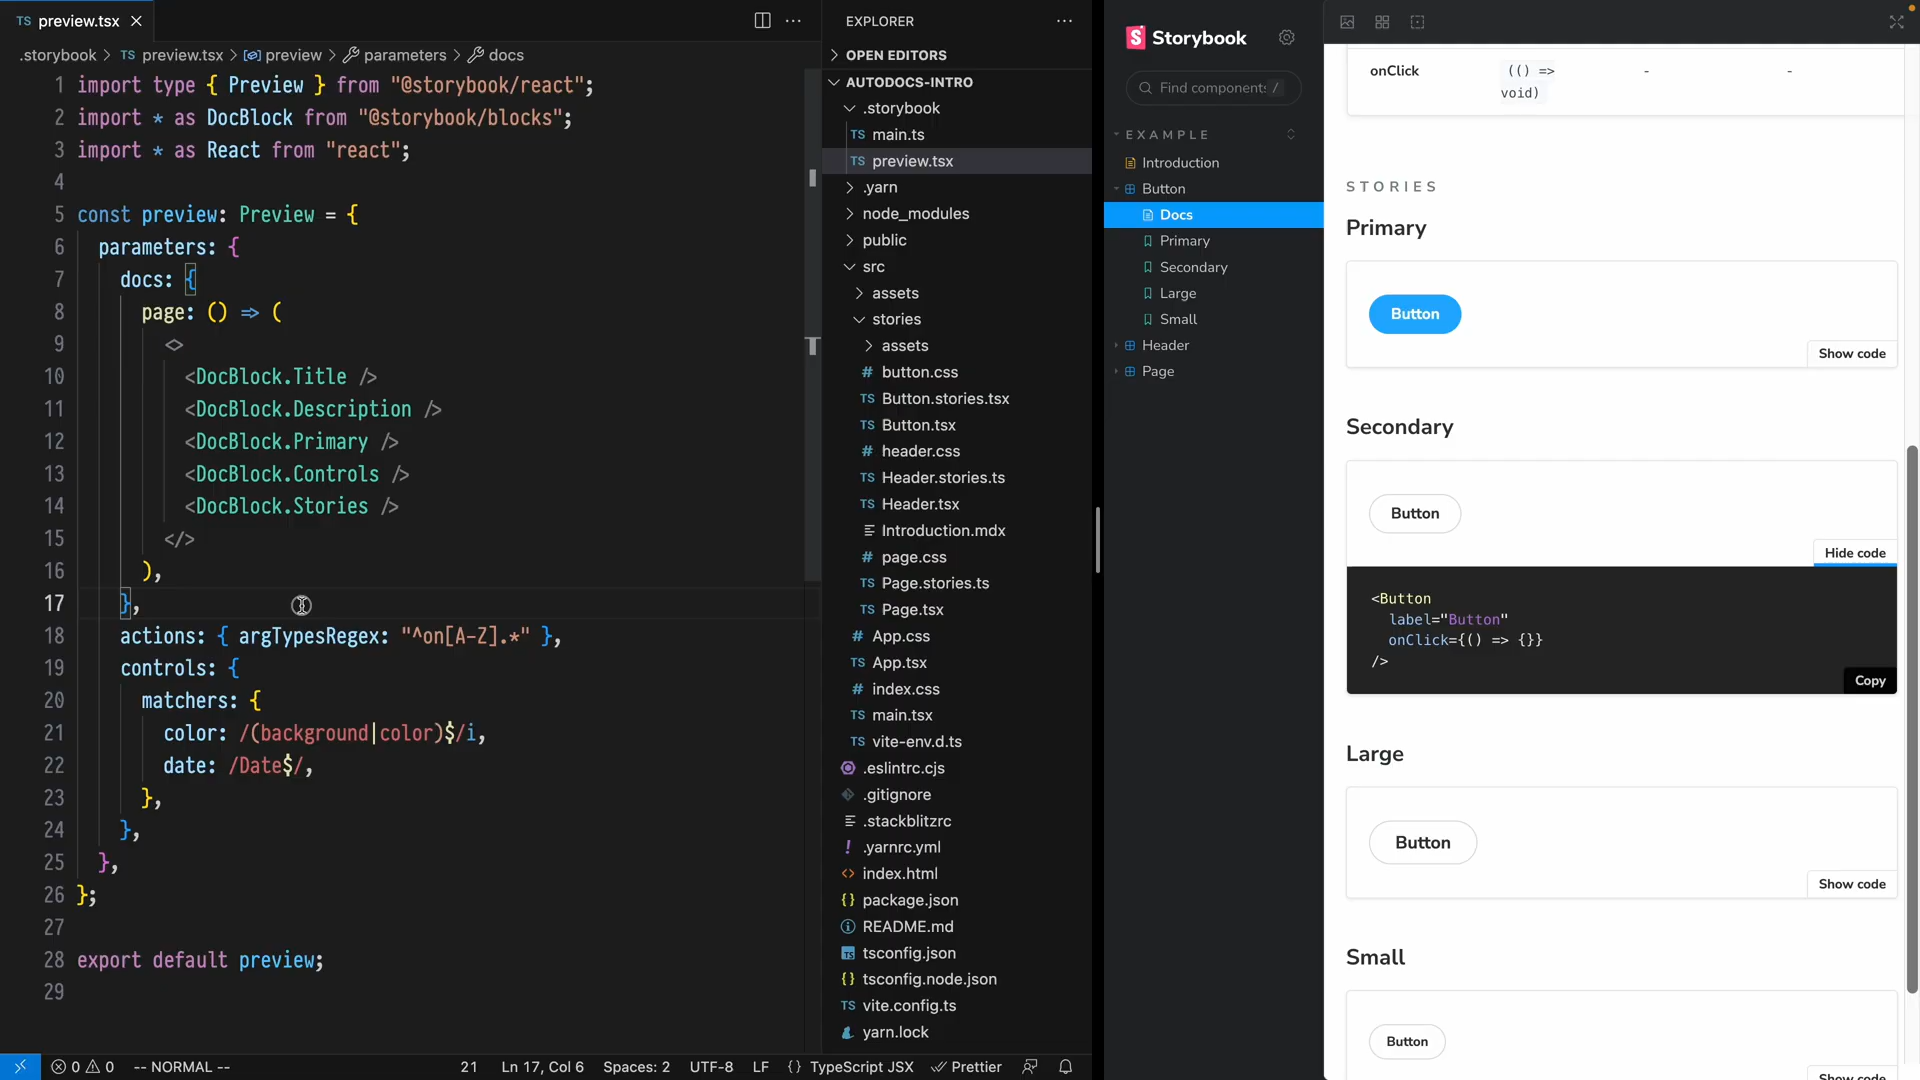 TS preview.tsx
.storybook > TS preview.tsx > preview > parameters > docs
1 import type { Preview } from "@storybook/react";
2 import * as DocBlock from "@storybook/blocks";
3 import * as React from "react";
4
5 const preview: Preview = {
6 parameters: {
7 docs: {
8 page: () => (
9 <>
10 <DocBlock.Title />
11 <DocBlock.Description />
12 <DocBlock.Primary />
13 <DocBlock.Controls />
14 <DocBlock.Stories />
15 </>
16 ),
17 },
18 actions: { argTypesRegex: "^on[A-Z].*" },
19 controls: {
20 matchers: {
21 color: /(background|color)$/i,
22 date: /Date$/,
23 },
24 },
25 },
26 };
27
28 export default preview;
29
0 0 -- NORMAL -- 21 Ln 17, Col 6 Spaces: 2 UTF-8 LF {} TypeScript JSX Prettier
EXPLORER
OPEN EDITORS
AUTODOCS-INTRO
.storybook
TS main.ts
TS preview.tsx
.yarn
node_modules
public
src
assets
stories
assets
# button.css
TS Button.stories.tsx
TS Button.tsx
# header.css
TS Header.stories.ts
TS Header.tsx
Introduction.mdx
# page.css
TS Page.stories.ts
TS Page.tsx
# App.css
TS App.tsx
# index.css
TS main.tsx
TS vite-env.d.ts
.eslintrc.cjs
.gitignore
.stackblitzrc
! .yarnrc.yml
<> index.html
{} package.json
README.md
TS tsconfig.json
{} tsconfig.node.json
TS vite.config.ts
yarn.lock
S Storybook
Find components /
EXAMPLE
Introduction
Button
Docs
Primary
Secondary
Large
Small
Header
Page
onClick (() => - -
void)
STORIES
Primary
Button
Show code
Secondary
Button
Hide code
<Button
label="Button"
onClick={() => {}}
/>
Copy
Large
Button
Show code
Small
Button
Show code